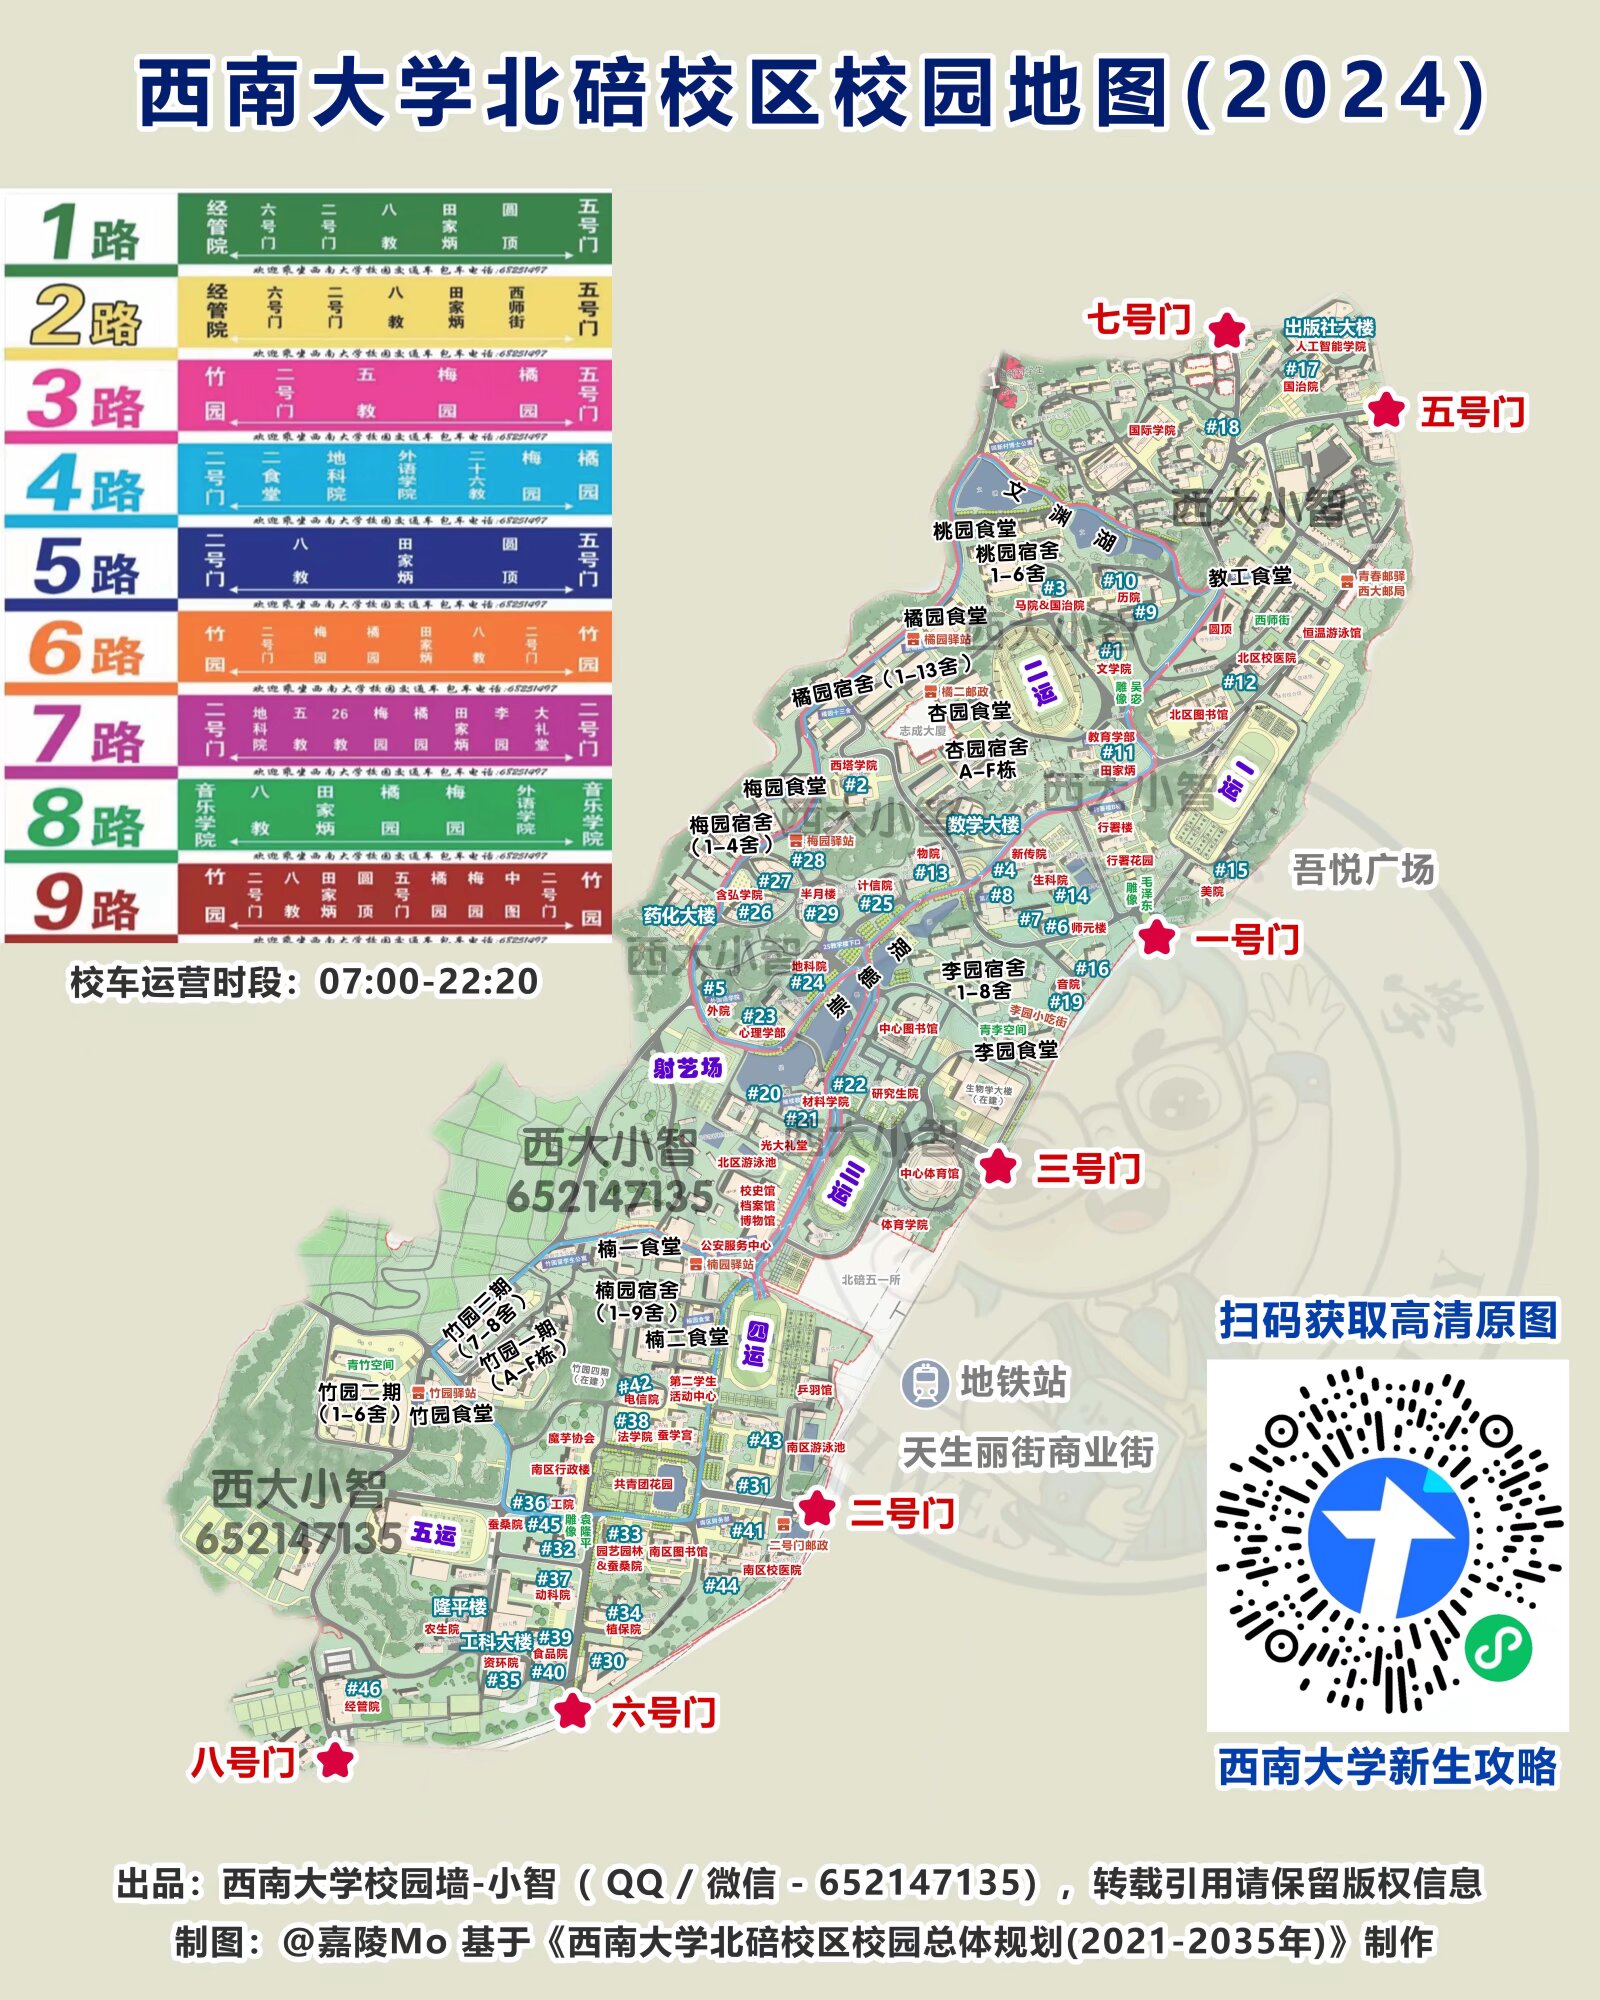 西南大学北碚校区校园地图(2024)
1路
经管院 六号门 二号门 八教 田家炳 圆顶 五号门
欢迎乘坐西南大学校园交通车 包车电话:68251497
2路
经管院 六号门 二号门 八教 田家炳 西师街 五号门
欢迎乘坐西南大学校园交通车 包车电话:68251497
3路
竹园 二号门 五教 梅园 橘园 五号门
欢迎乘坐西南大学校园交通车 包车电话:68251497
4路
二号门 二食堂 地科院 外语学院 二十六教 梅园 橘园
欢迎乘坐西南大学校园交通车 包车电话:68251497
5路
二号门 八教 田家炳 圆顶 五号门
欢迎乘坐西南大学校园交通车 包车电话:68251497
6路
竹园 二号门 梅园 橘园 田家炳 八教 二号门 竹园
欢迎乘坐西南大学校园交通车 包车电话:68251497
7路
二号门 地科院 五教 26教 梅园 橘园 田家炳 李园 大礼堂 二号门
欢迎乘坐西南大学校园交通车 包车电话:68251497
8路
音乐学院 八教 田家炳 橘园 梅园 外语学院 音乐学院
欢迎乘坐西南大学校园交通车 包车电话:68251497
9路
竹园 二号门 八教 田家炳 圆顶 五号门 橘园 梅园 中图 二号门 竹园
欢迎乘坐西南大学校园交通车 包车电话:68251497
校车运营时段：07:00-22:20
七号门
出版社大楼
人工智能学院
#17
国治院
五号门
国际学院
#18
文渊湖
西大小智
桃园食堂
桃园宿舍
1-6舍
#3
马院&国治院
#10
历院
#9
教工食堂
青春邮驿
西大邮局
橘园食堂
橘园驿站
西大小智
圆顶
西师街
恒温游泳馆
北区校医院
#1
文学院
#12
二运
橘园宿舍（1-13舍）
橘园十三舍
橘二邮政
杏园食堂
志成大厦
吴宓雕像
北区图书馆
教育学部
#11
田家炳
杏园宿舍
A-F栋
西塔学院
#2
一运
梅园食堂
西大小智
西大小智
梅园宿舍
（1-4舍）
数学大楼
行署楼
梅园驿站
#28
物院
#13
新传院
#4
行署花园
#15
美院
吾悦广场
#27
含弘学院
#26
半月楼
#29
计信院
#25
生科院
#14
#8
毛泽东雕像
药化大楼
#7
#6
师元楼
一号门
西大小智
25教学楼下口
崇德湖
地科院
#24
李园宿舍
1-8舍
#16
音院
#19
#5
外院
#23
心理学部
中心图书馆
李园小吃街
青李空间
李园食堂
射艺场
#20
#22
材料学院
研究生院
生物学大楼
（在建）
#21
光大礼堂
西大小智
西大小智
652147135
北区游泳池
三运
中心体育馆
三号门
校史馆
档案馆
博物馆
体育学院
公安服务中心
楠一食堂
楠园驿站
北碚五一所
竹园三期
（7-8舍）
楠园宿舍
（1-9舍）
楠二食堂
四运
竹园一期
（A-F栋）
青竹空间
竹园四期
（在建）
地铁站
竹园二期
（1-6舍）
竹园驿站
竹园食堂
#42
电信院
第二学生
活动中心
乒羽馆
#38
法学院
蚕学宫
魔芋协会
#43
南区游泳池
天生丽街商业街
南区行政楼
共青团花园
#31
西大小智
652147135
#36
工院
二号门
五运
蚕桑院
#45
袁隆平雕像
#33
#41
#32
园艺园林
&蚕桑院
南区图书馆
二号门邮政
南区校医院
#37
动科院
#44
隆平楼
农生院
#34
植保院
工科大楼
#39
食品院
资环院
#35
#40
#30
#46
经管院
六号门
八号门
扫码获取高清原图
西南大学新生攻略
出品：西南大学校园墙-小智（ QQ / 微信 - 652147135），转载引用请保留版权信息
制图：@嘉陵Mo 基于《西南大学北碚校区校园总体规划(2021-2035年)》制作